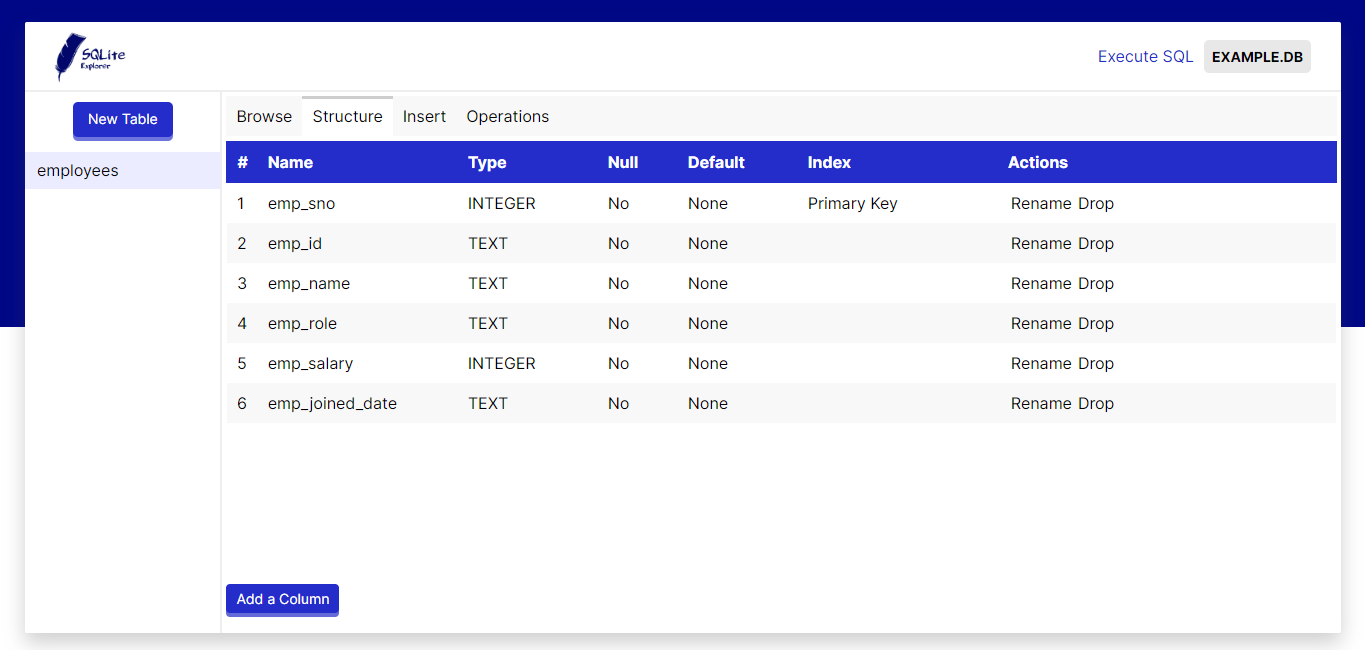 SQLite
Explorer
Execute SQL EXAMPLE.DB
New Table
employees
Browse Structure Insert Operations
# Name Type Null Default Index Actions
1 emp_sno INTEGER No None Primary Key Rename Drop
2 emp_id TEXT No None Rename Drop
3 emp_name TEXT No None Rename Drop
4 emp_role TEXT No None Rename Drop
5 emp_salary INTEGER No None Rename Drop
6 emp_joined_date TEXT No None Rename Drop
Add a Column